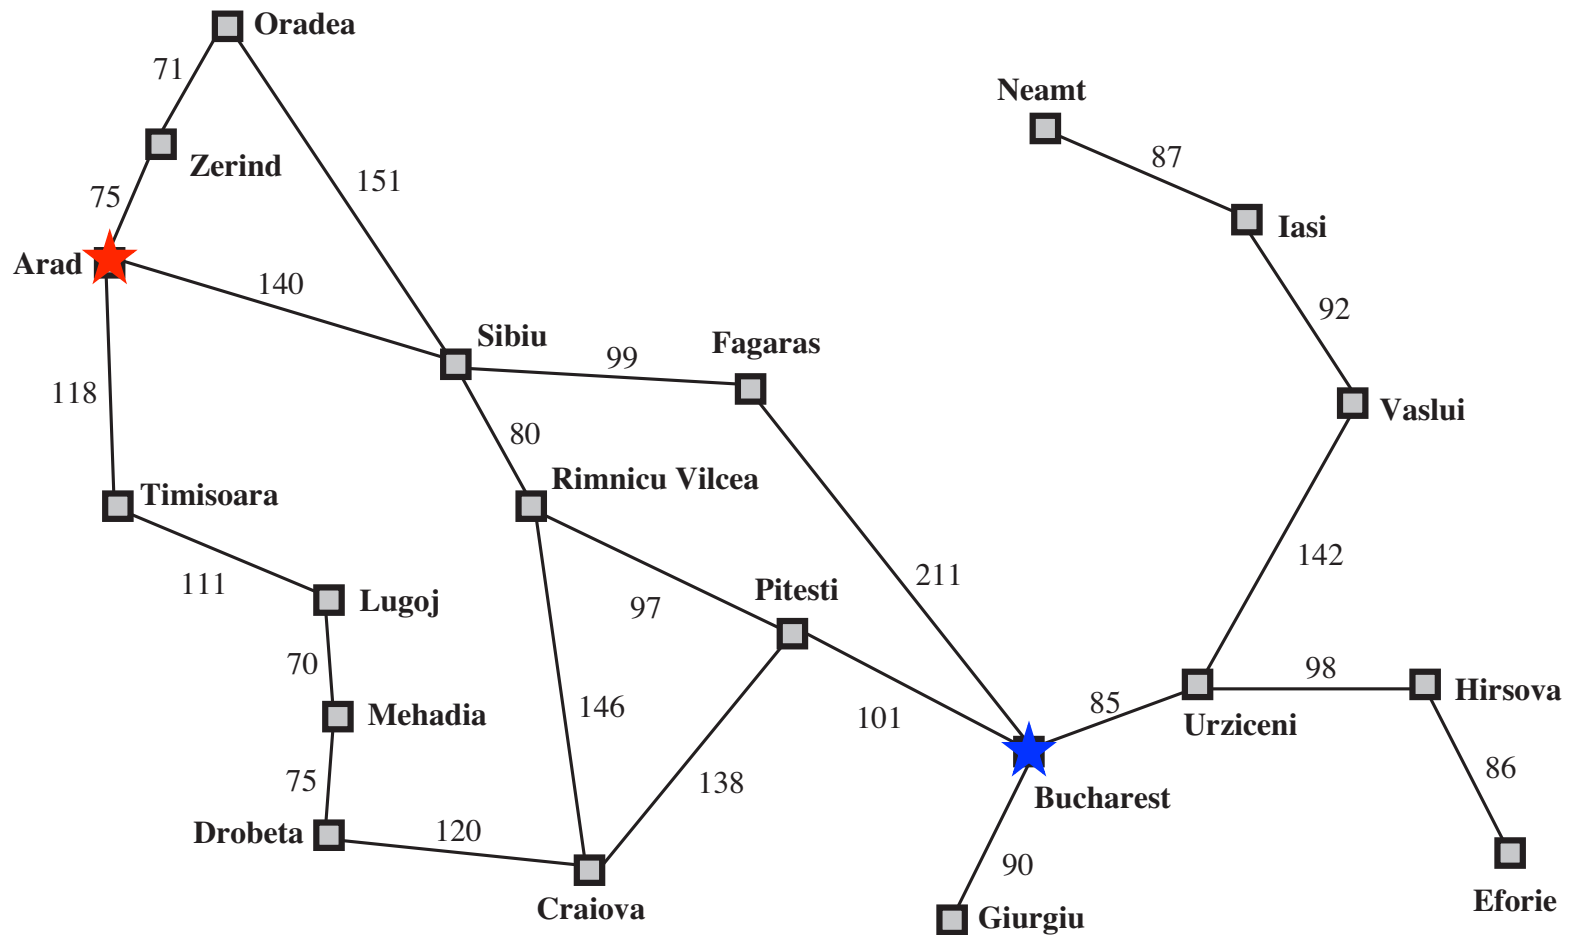 Oradea
71
Neamt
Zerind
87
151
75
Iasi
Arad
140
92
Sibiu
Fagaras
99
118
Vaslui
80
Rimnicu Vilcea
Timisoara
142
111
211
Lugoj
97
Pitesti
70
98
Hirsova
Mehadia
146
101
85
Urziceni
75
138
86
Bucharest
Drobeta
120
90
Craiova
Giurgiu
Eforie